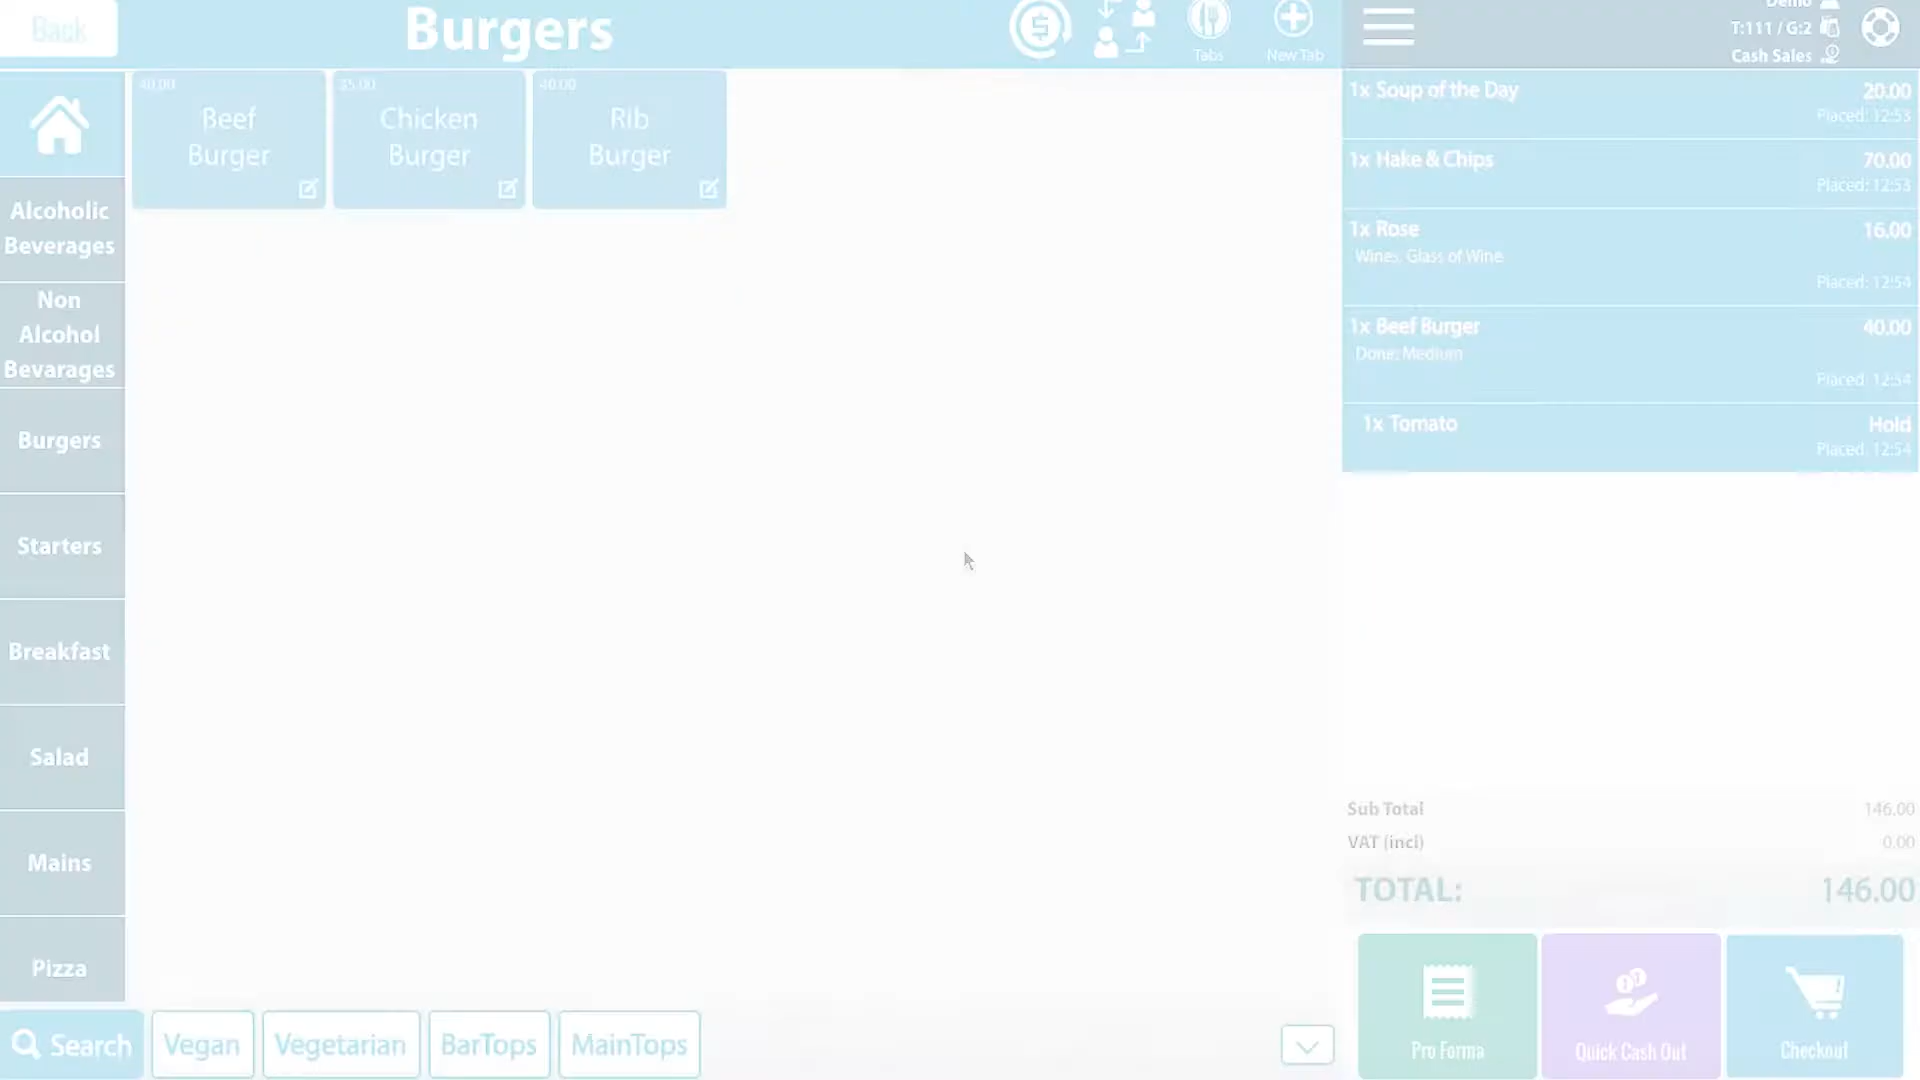 Back
Burgers
Tabs
New Tab
Demo
T:111 / G:2
Cash Sales
Alcoholic
Beverages
Non
Alcohol
Bevarages
Burgers
Starters
Breakfast
Salad
Mains
Pizza
40.00
Beef
Burger
35.00
Chicken
Burger
40.00
Rib
Burger
1x Soup of the Day 20.00
Placed: 12:53
1x Hake & Chips 70.00
Placed: 12:53
1x Rose 16.00
Wines: Glass of Wine
Placed: 12:54
1x Beef Burger 40.00
Done: Medium
Placed: 12:54
1x Tomato Hold
Placed: 12:54
Sub Total 146.00
VAT (incl) 0.00
TOTAL: 146.00
Pro Forma
Quick Cash Out
Checkout
Search
Vegan
Vegetarian
BarTops
MainTops